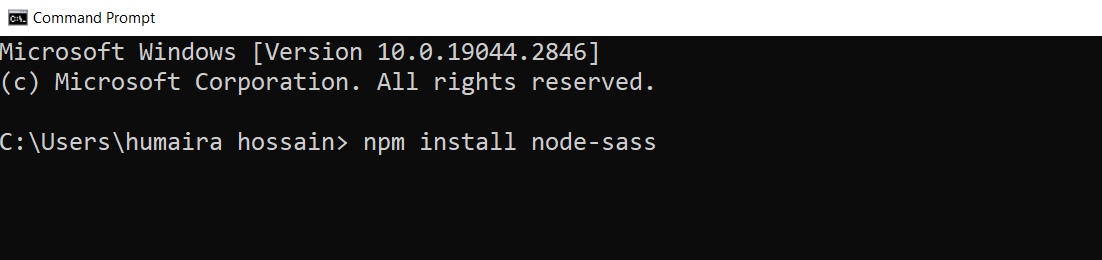 Command Prompt
Microsoft Windows [Version 10.0.19044.2846]
(c) Microsoft Corporation. All rights reserved.
C:\Users\humaira hossain> npm install node-sass